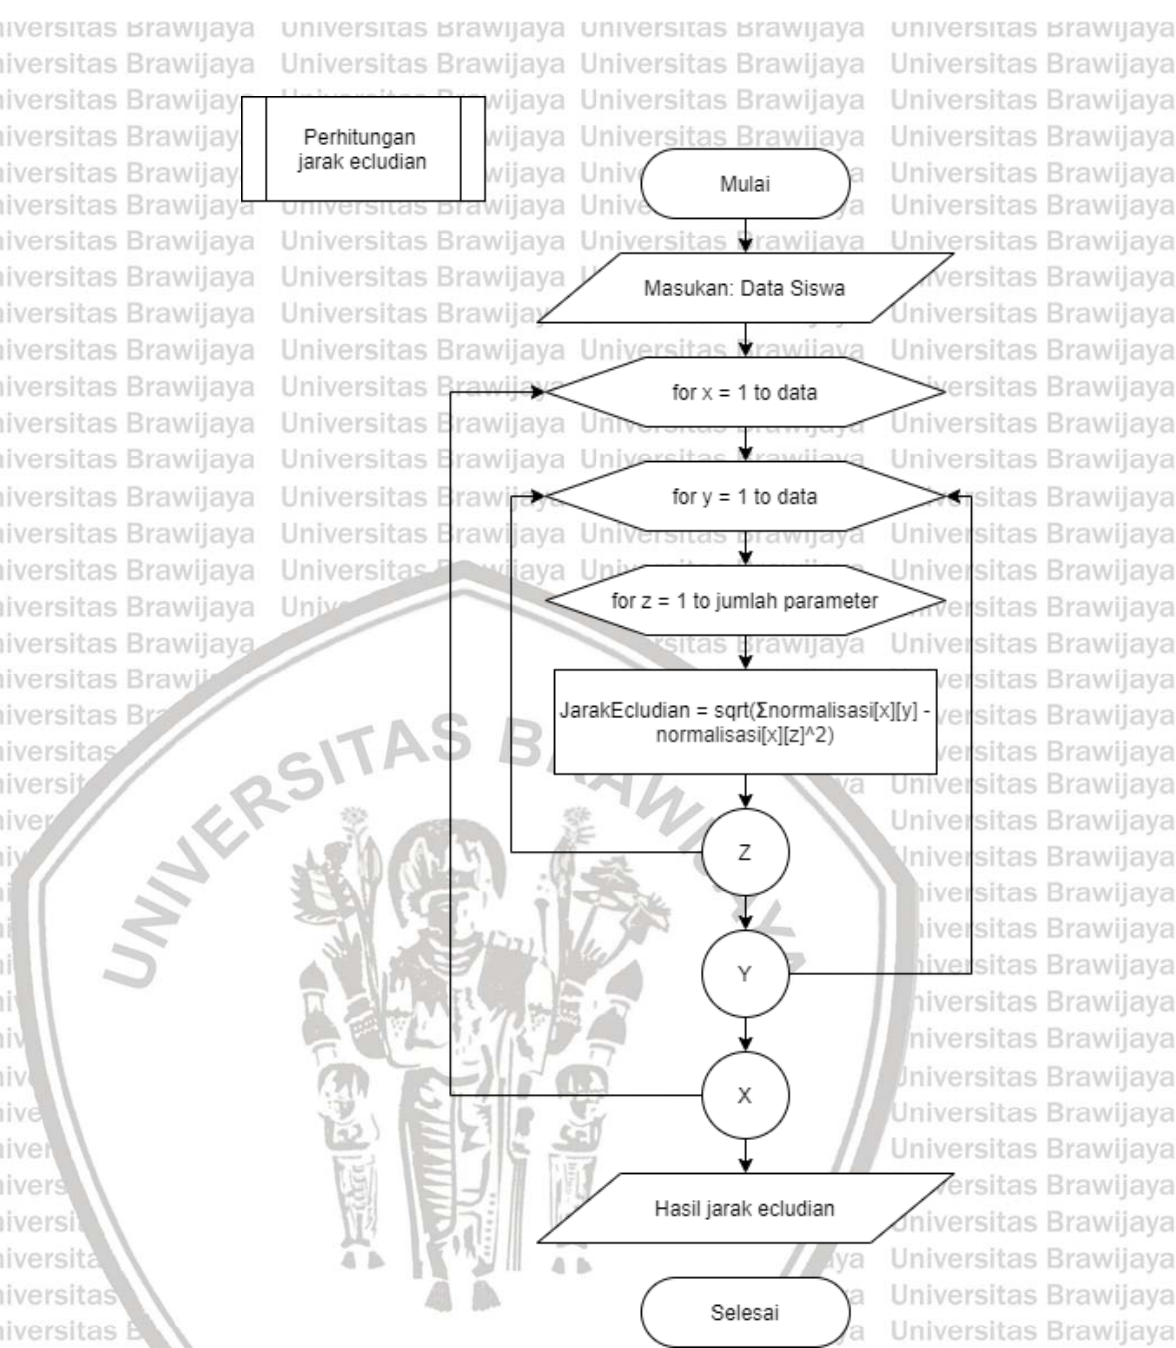 Perhitungan
jarak ecludian
Mulai
Masukan: Data Siswa
for x = 1 to data
for y = 1 to data
for z = 1 to jumlah parameter
JarakEcludian = sqrt(Σnormalisasi[x][y] -
normalisasi[x][z]^2)
Z
Y
X
Hasil jarak ecludian
Selesai
UNIVERSITAS BRAWIJAYA
Universitas Brawijaya